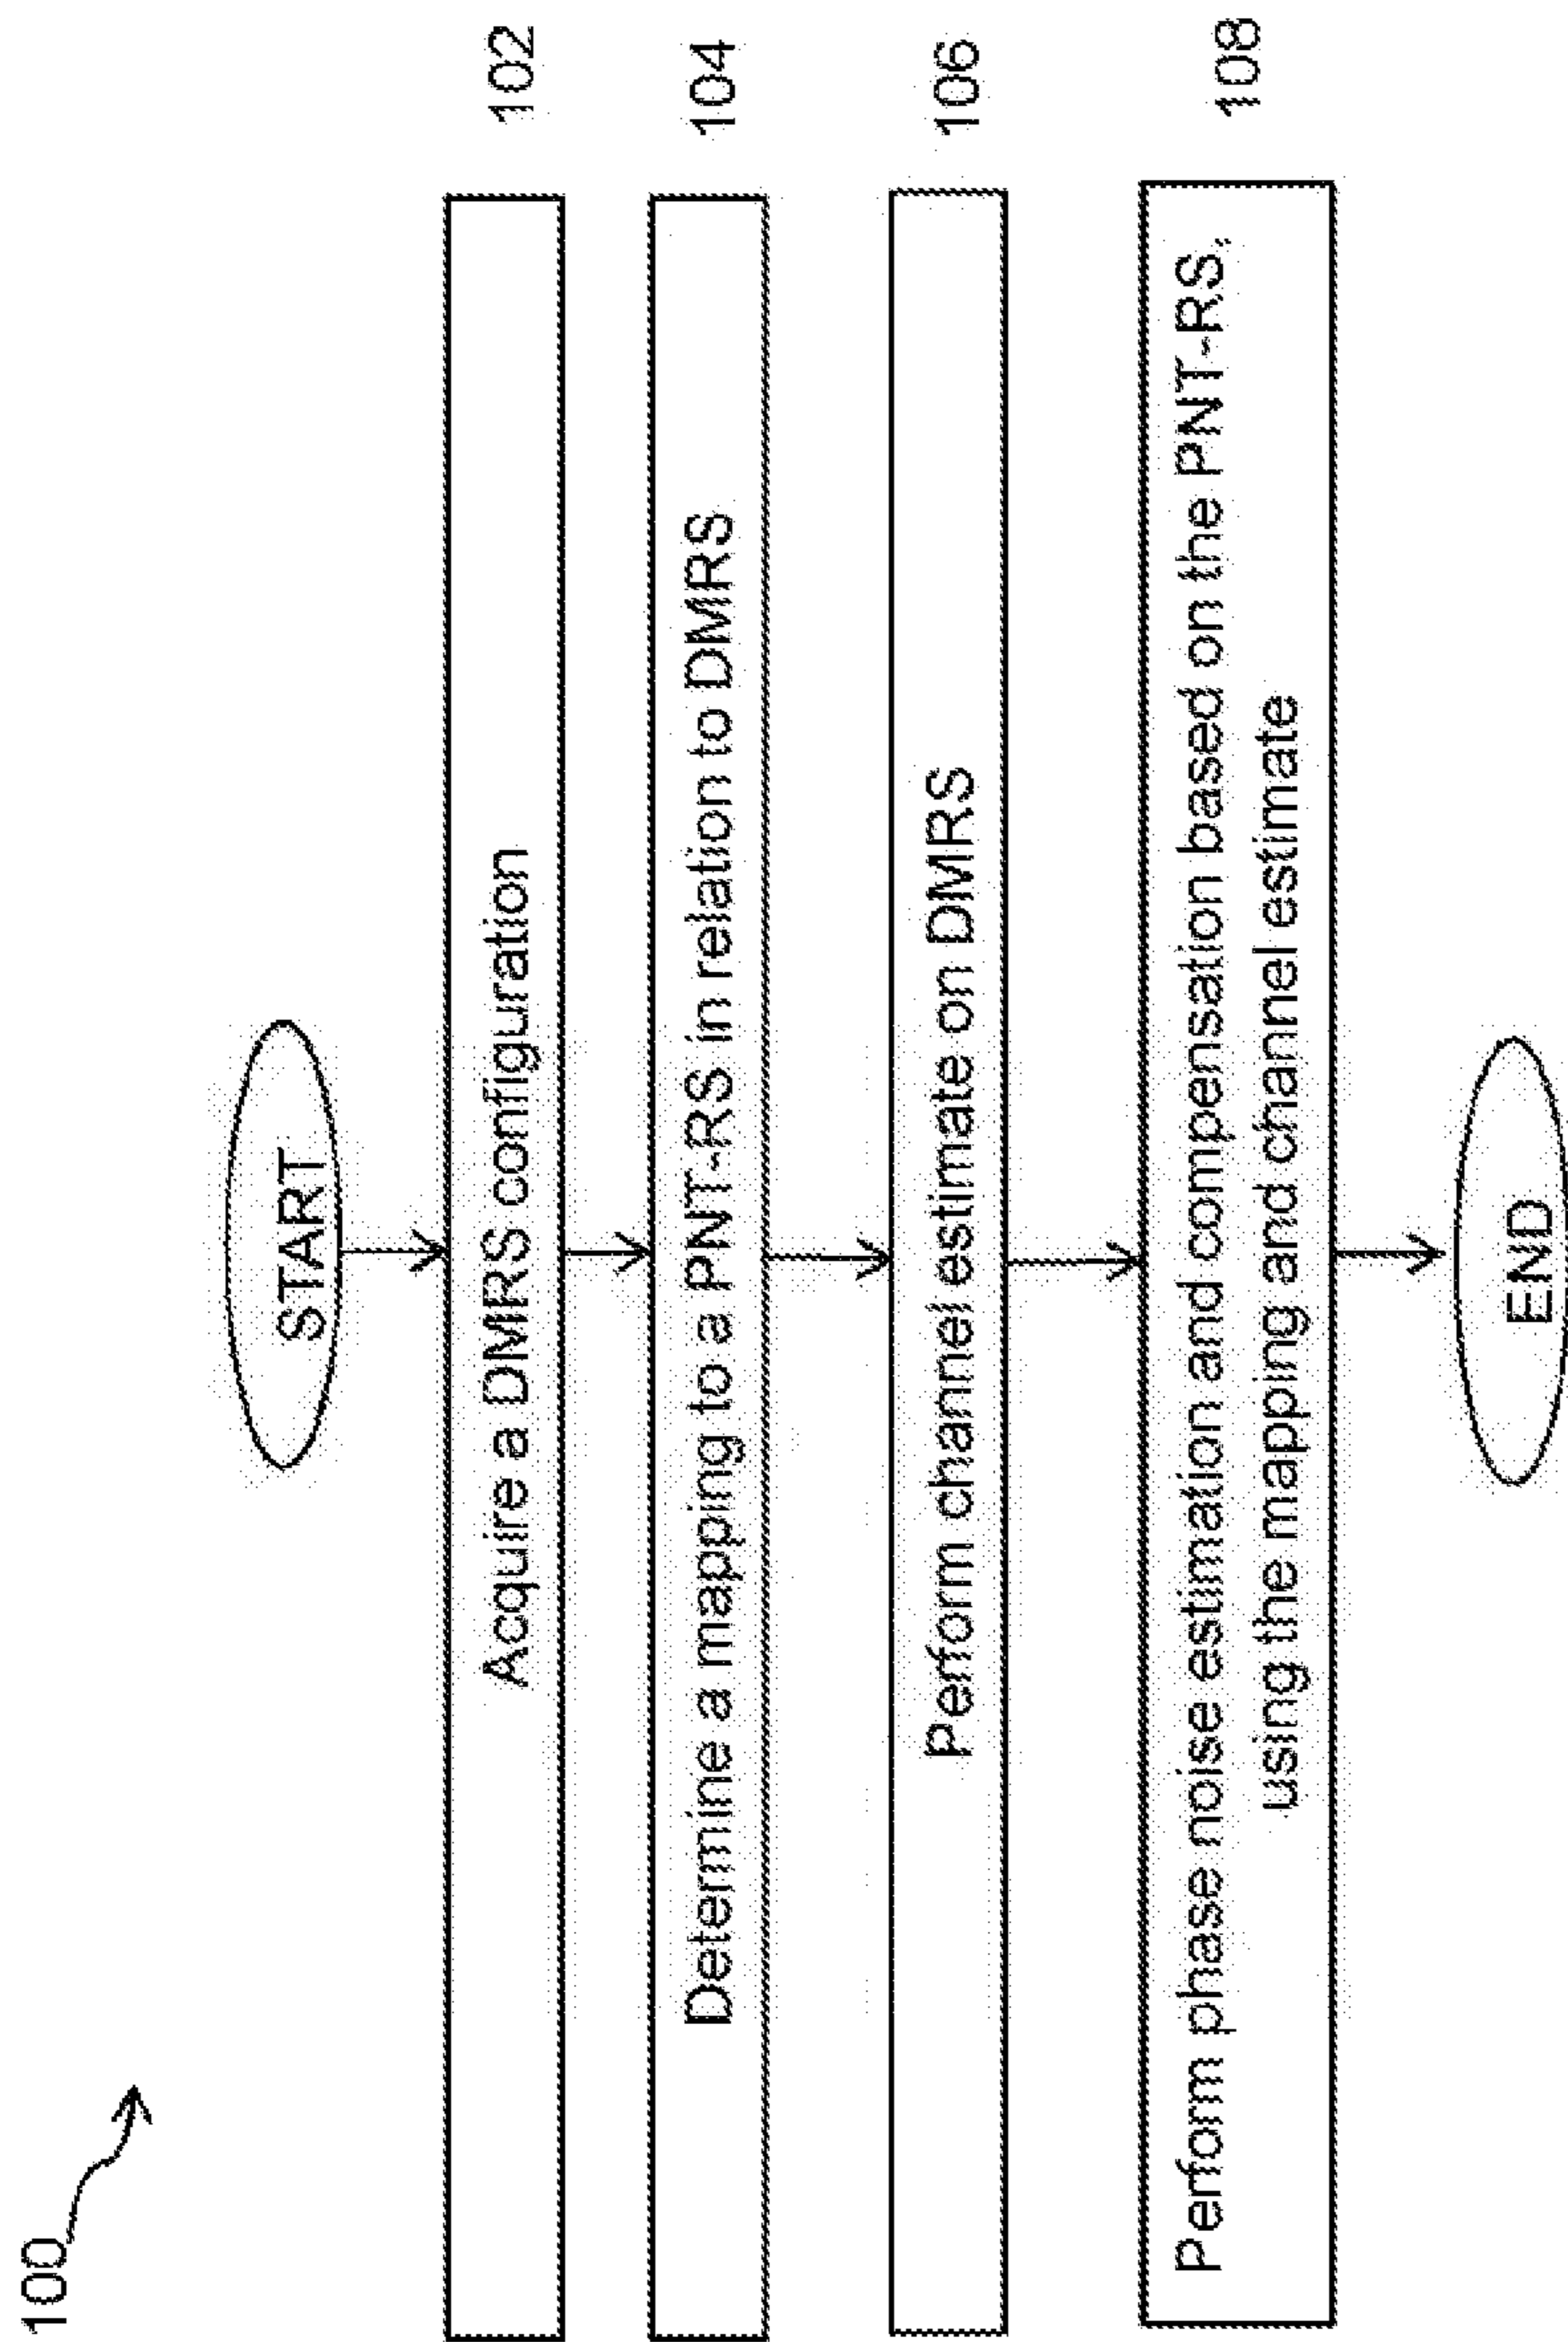 100
START
Acquire a DMRS configuration
102
Determine a mapping to a PNT-RS in relation to DMRS
104
Perform channel estimate on DMRS
106
Perform phase noise estimation and compensation based on the PNT-RS,
using the mapping and channel estimate
108
END